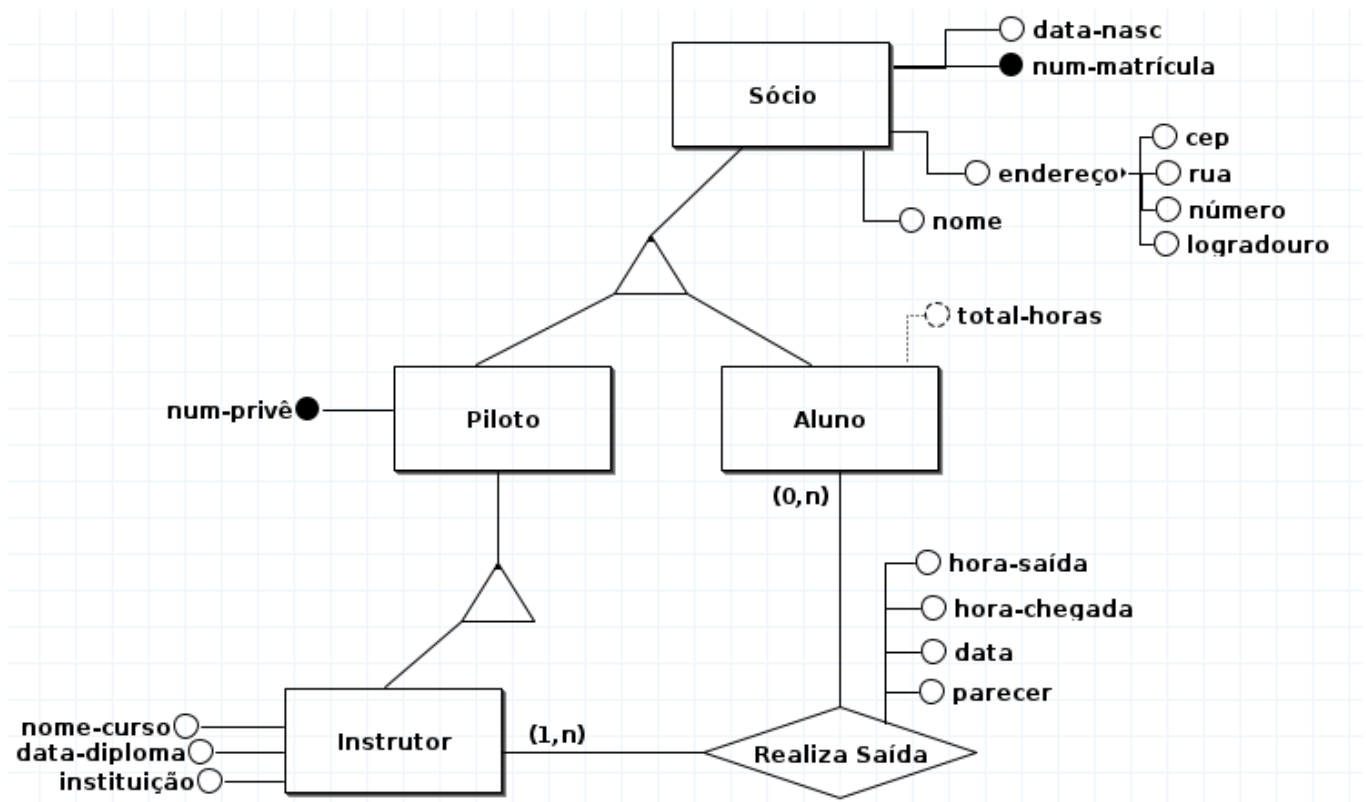 data-nasc
num-matrícula
Sócio
cep
endereço
rua
número
nome
logradouro
total-horas
num-privê
Piloto
Aluno
(0,n)
hora-saída
hora-chegada
data
parecer
nome-curso
data-diploma
instituição
Instrutor
(1,n)
Realiza Saída